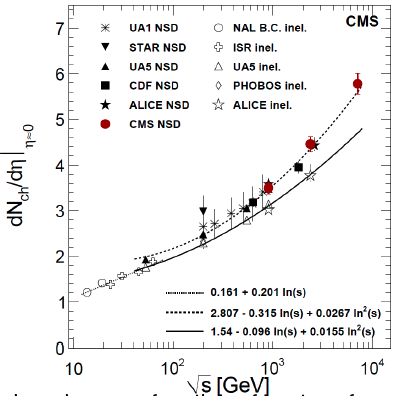 CMS
UA1 NSD
STAR NSD
UA5 NSD
CDF NSD
ALICE NSD
CMS NSD
NAL B.C. inel.
ISR inel.
UA5 inel.
PHOBOS inel.
ALICE inel.
7
6
5
4
3
2
1
0
dN_ch/dη|_η≈0
0.161 + 0.201 ln(s)
2.807 - 0.315 ln(s) + 0.0267 ln²(s)
1.54 - 0.096 ln(s) + 0.0155 ln²(s)
10 10² 10³ 10⁴
√s [GeV]